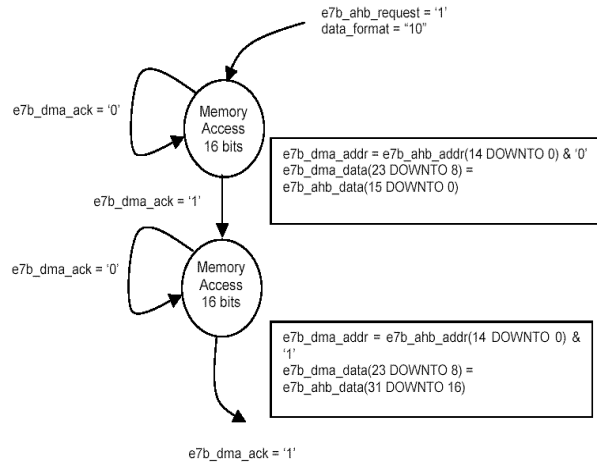 e7b_ahb_request = ‘1’
data_format = “10”
e7b_dma_ack = ‘0’
Memory
Access
16 bits
e7b_dma_addr = e7b_ahb_addr(14 DOWNTO 0) & ‘0’
e7b_dma_data(23 DOWNTO 8) =
e7b_ahb_data(15 DOWNTO 0)
e7b_dma_ack = ‘1’
e7b_dma_ack = ‘0’
Memory
Access
16 bits
e7b_dma_addr = e7b_ahb_addr(14 DOWNTO 0) &
‘1’
e7b_dma_data(23 DOWNTO 8) =
e7b_ahb_data(31 DOWNTO 16)
e7b_dma_ack = ‘1’